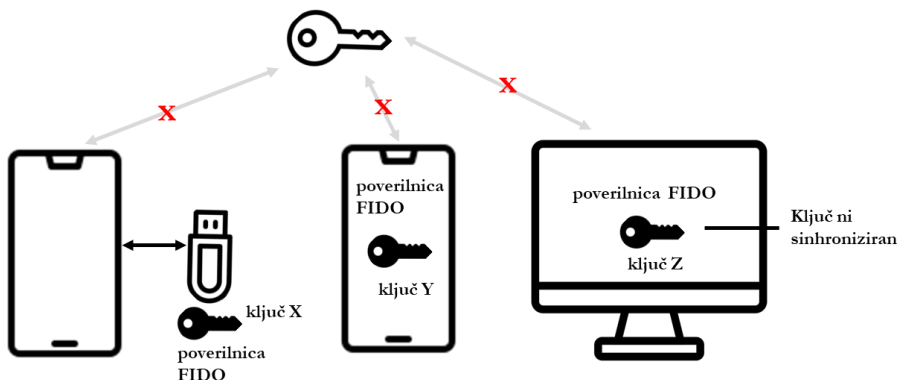 X
X
X
poverilnica
FIDO
ključ Y
poverilnica FIDO
ključ Z
Ključ ni
sinhroniziran
ključ X
poverilnica
FIDO